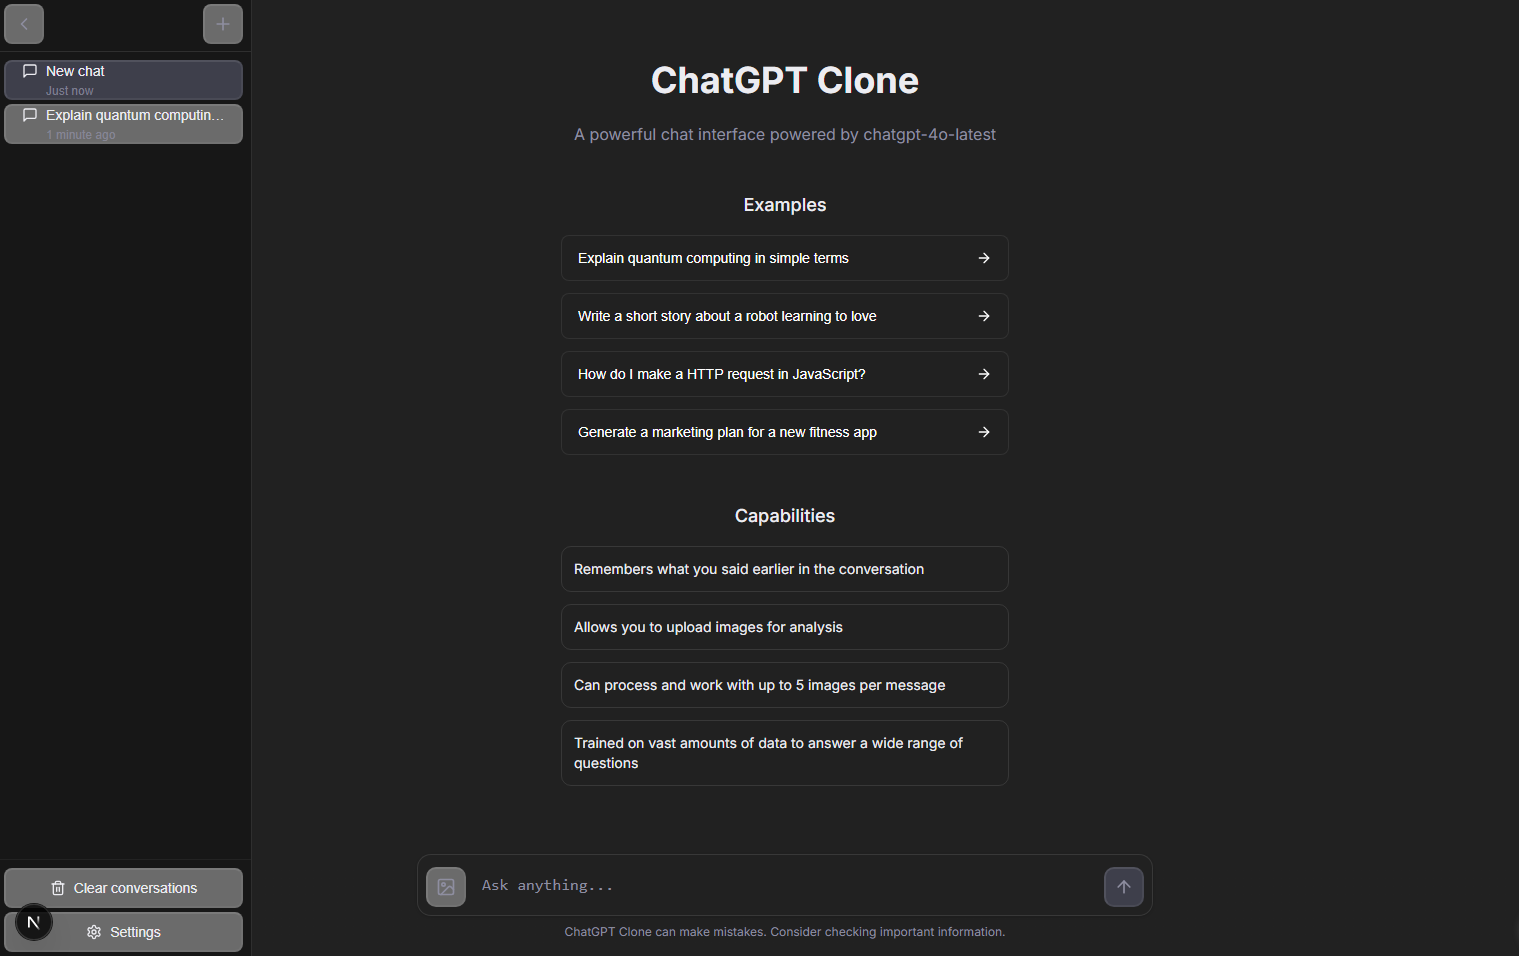 New chat
Just now
Explain quantum computin...
1 minute ago
Clear conversations
N
Settings
ChatGPT Clone
A powerful chat interface powered by chatgpt-4o-latest
Examples
Explain quantum computing in simple terms
Write a short story about a robot learning to love
How do I make a HTTP request in JavaScript?
Generate a marketing plan for a new fitness app
Capabilities
Remembers what you said earlier in the conversation
Allows you to upload images for analysis
Can process and work with up to 5 images per message
Trained on vast amounts of data to answer a wide range of
questions
Ask anything...
ChatGPT Clone can make mistakes. Consider checking important information.